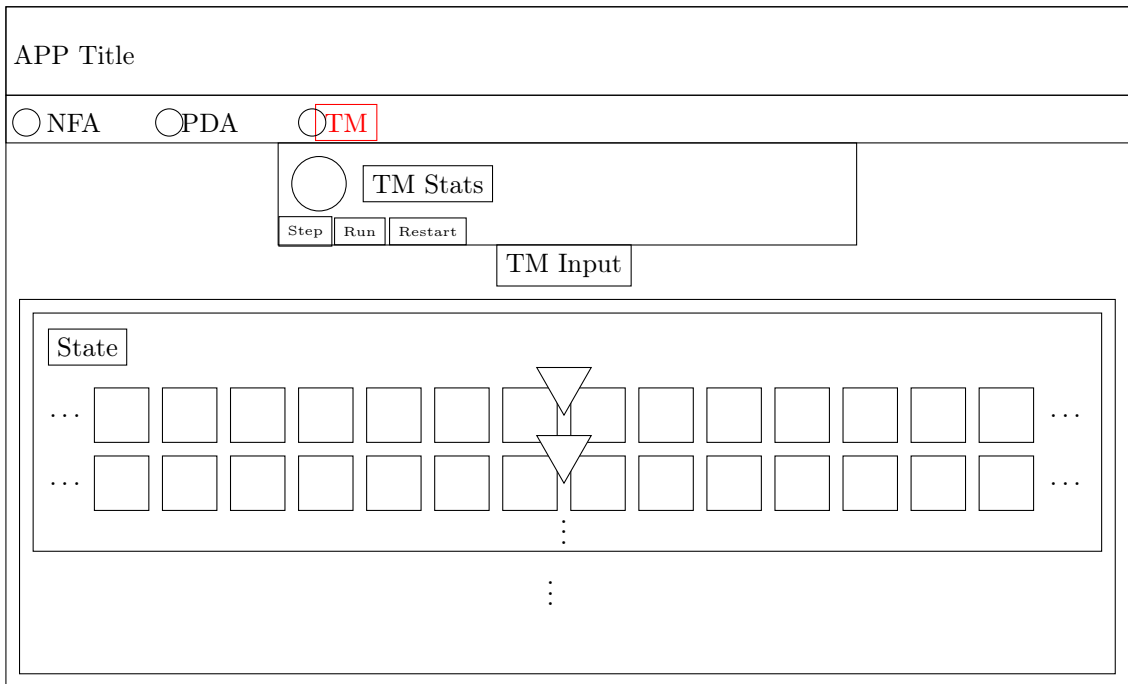 APP Title
NFA PDA TM
TM Stats
Step Run Restart
TM Input
State
... ...
... ...
⋮
⋮